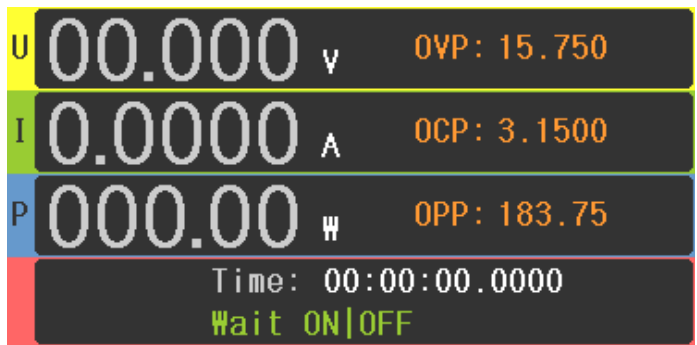 U 00.000 V OVP: 15.750
I 0.0000 A OCP: 3.1500
P 000.00 W OPP: 183.75
Time: 00:00:00.0000
Wait ON|OFF